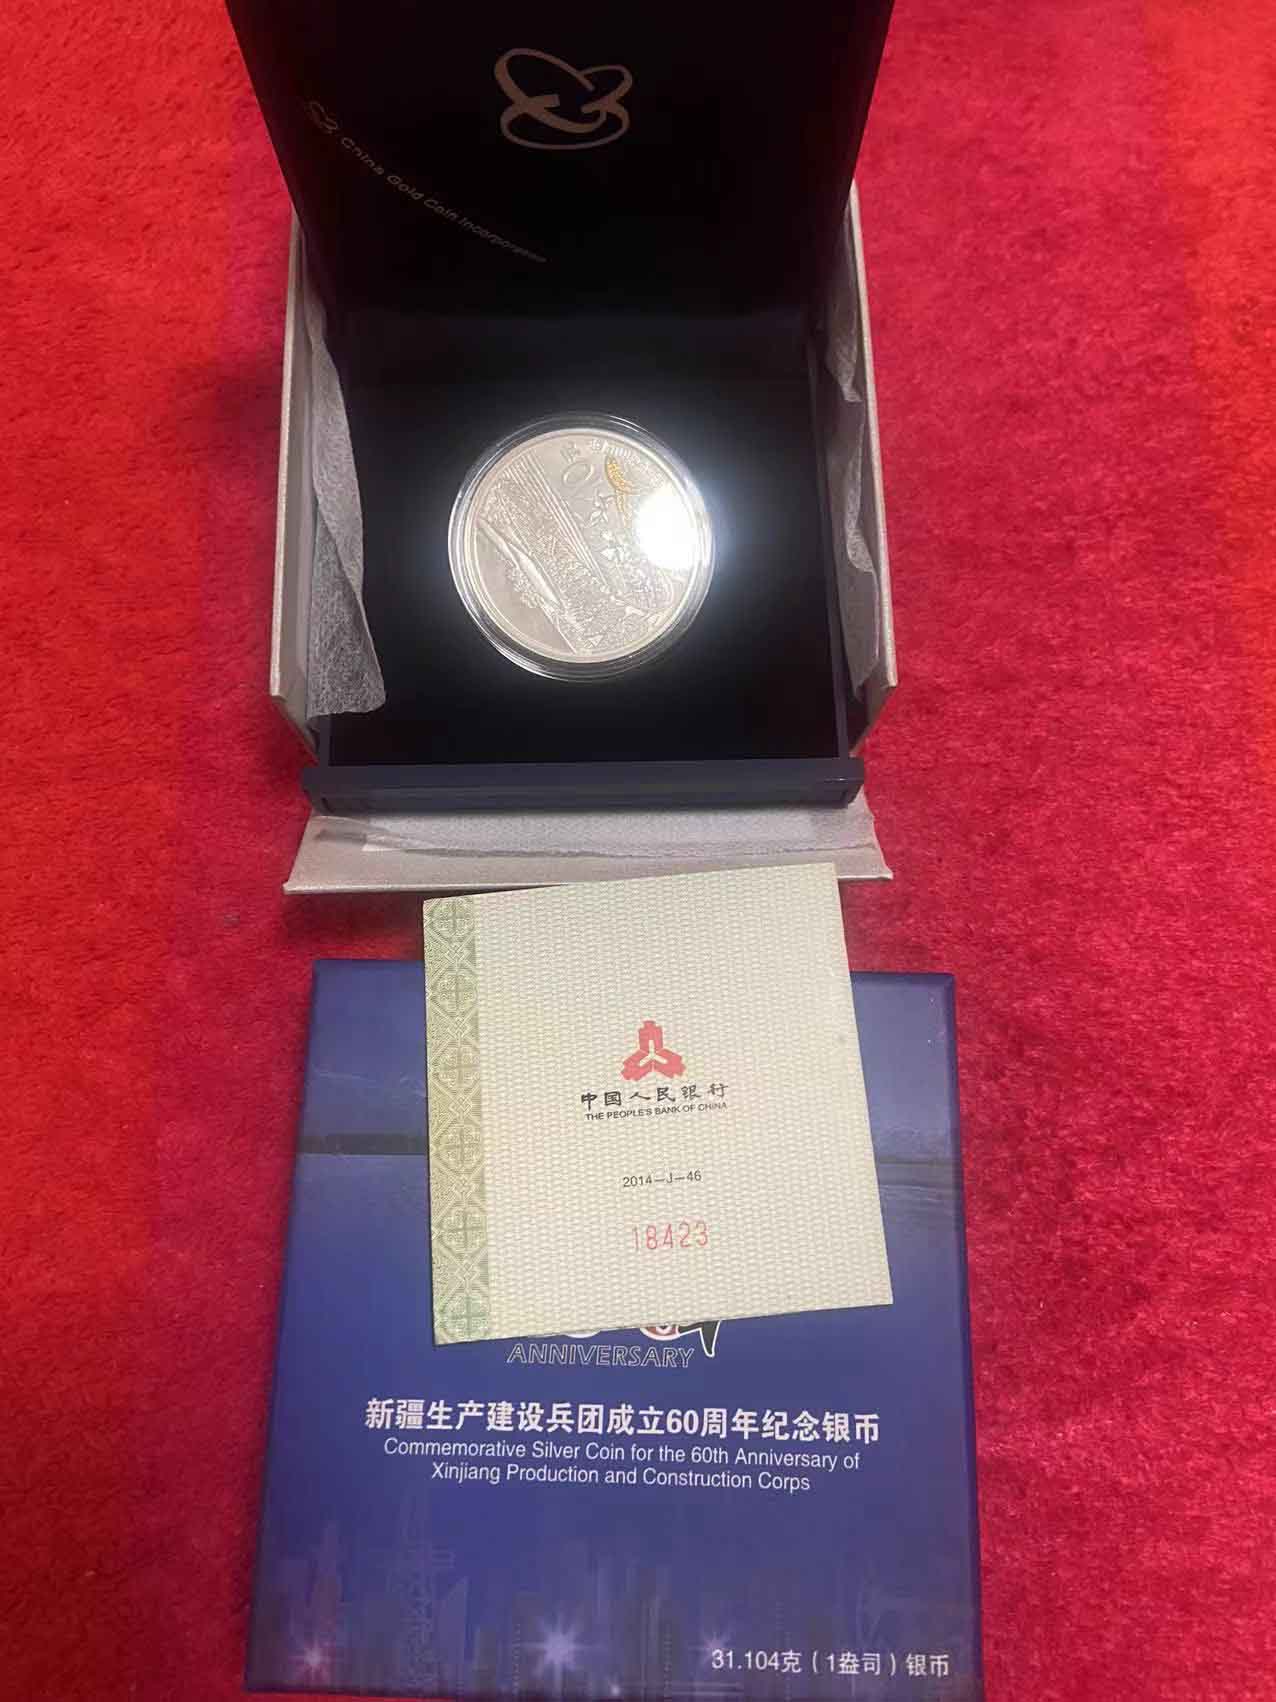 China Gold Coin Incorporation
中国人民银行
THE PEOPLE'S BANK OF CHINA
2014—J—46
18423
ANNIVERSARY
新疆生产建设兵团成立60周年纪念银币
Commemorative Silver Coin for the 60th Anniversary of
Xinjiang Production and Construction Corps
31.104克（1盎司）银币